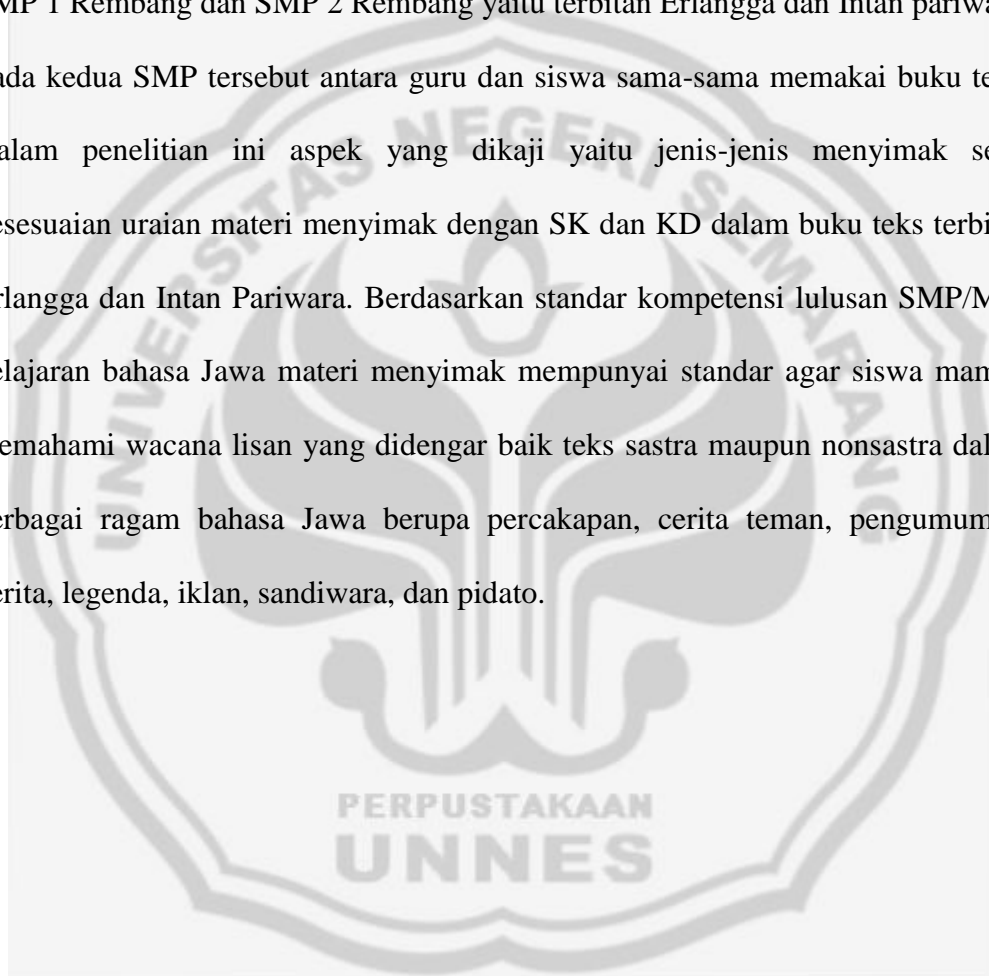 MP 1 Rembang dan SMP 2 Rembang yaitu terbitan Erlangga dan Intan pariwa
ada kedua SMP tersebut antara guru dan siswa sama-sama memakai buku te
alam penelitian ini aspek yang dikaji yaitu jenis-jenis menyimak se
esesuaian uraian materi menyimak dengan SK dan KD dalam buku teks terbi
rlangga dan Intan Pariwara. Berdasarkan standar kompetensi lulusan SMP/M
elajaran bahasa Jawa materi menyimak mempunyai standar agar siswa mam
emahami wacana lisan yang didengar baik teks sastra maupun nonsastra dal
erbagai ragam bahasa Jawa berupa percakapan, cerita teman, pengumum
erita, legenda, iklan, sandiwara, dan pidato.
UNIVERSITAS NEGERI SEMARANG
PERPUSTAKAAN
UNNES